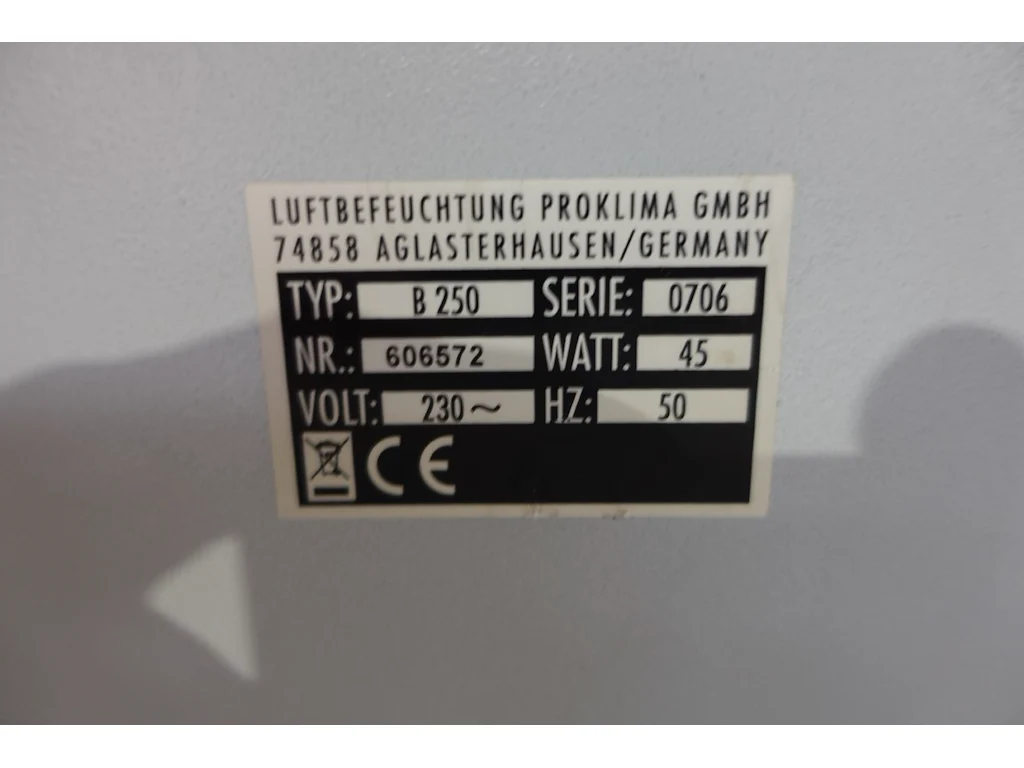 LUFTBEFEUCHTUNG PROKLIMA GMBH
74858 AGLASTERHAUSEN/GERMANY
TYP: B 250 SERIE: 0706
NR.: 606572 WATT: 45
VOLT: 230~ HZ: 50
CE